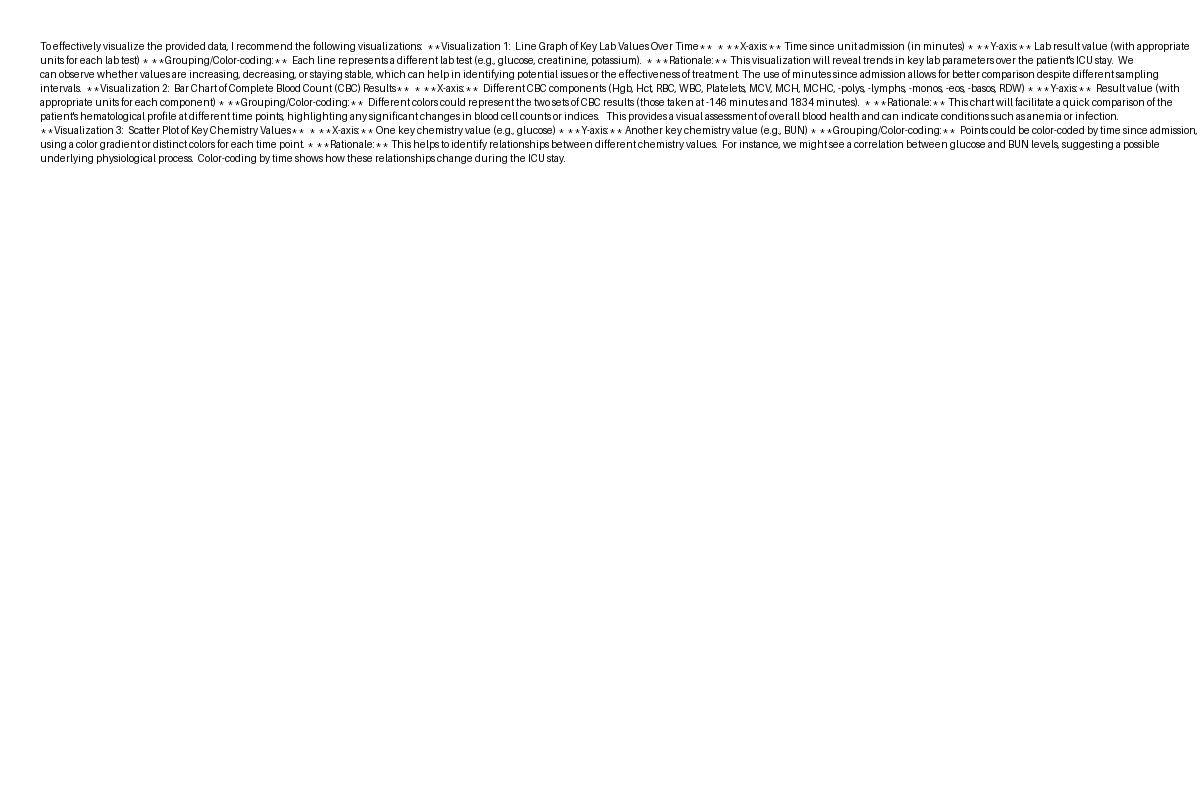 To effectively visualize the provided data, I recommend the following visualizations:  **Visualization 1:  Line Graph of Key Lab Values Over Time**  * **X-axis:** Time since unit admission (in minutes) * **Y-axis:** Lab result value (with appropriate
units for each lab test) * **Grouping/Color-coding:**  Each line represents a different lab test (e.g., glucose, creatinine, potassium).  * **Rationale:** This visualization will reveal trends in key lab parameters over the patient's ICU stay.  We
can observe whether values are increasing, decreasing, or staying stable, which can help in identifying potential issues or the effectiveness of treatment. The use of minutes since admission allows for better comparison despite different sampling
intervals.  **Visualization 2:  Bar Chart of Complete Blood Count (CBC) Results**  * **X-axis:**  Different CBC components (Hgb, Hct, RBC, WBC, Platelets, MCV, MCH, MCHC, -polys, -lymphs, -monos, -eos, -basos, RDW) * **Y-axis:**  Result value (with
appropriate units for each component) * **Grouping/Color-coding:**  Different colors could represent the two sets of CBC results (those taken at -146 minutes and 1834 minutes).  * **Rationale:** This chart will facilitate a quick comparison of the
patient's hematological profile at different time points, highlighting any significant changes in blood cell counts or indices.   This provides a visual assessment of overall blood health and can indicate conditions such as anemia or infection.
**Visualization 3:  Scatter Plot of Key Chemistry Values**  * **X-axis:** One key chemistry value (e.g., glucose) * **Y-axis:** Another key chemistry value (e.g., BUN) * **Grouping/Color-coding:**  Points could be color-coded by time since admission,
using a color gradient or distinct colors for each time point. * **Rationale:** This helps to identify relationships between different chemistry values.  For instance, we might see a correlation between glucose and BUN levels, suggesting a possible
underlying physiological process.  Color-coding by time shows how these relationships change during the ICU stay.